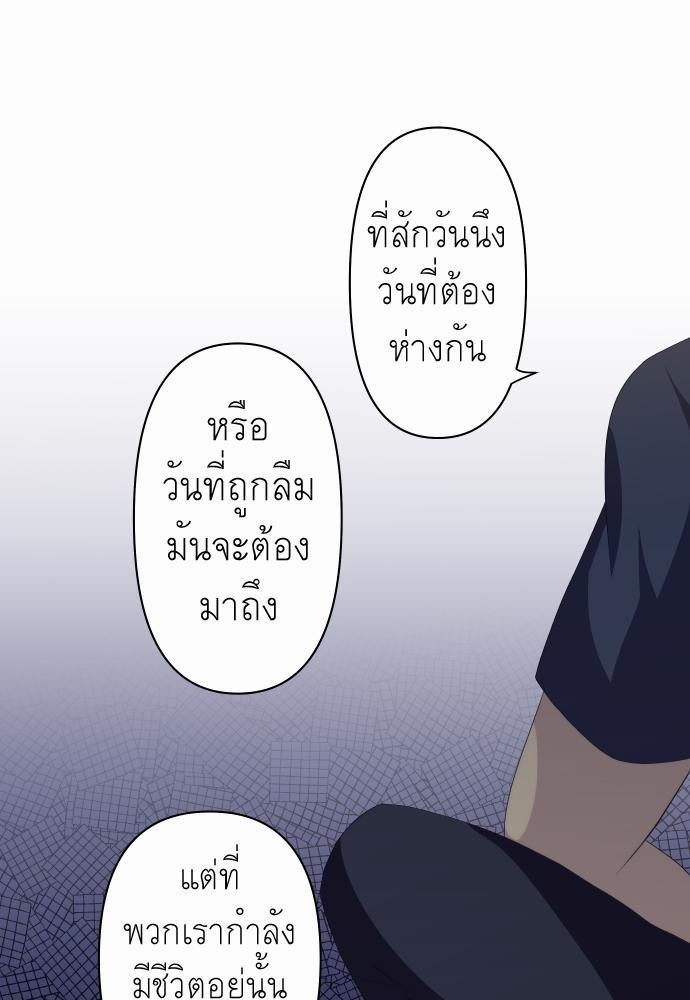 ที่สักวันนึง
วันที่ต้อง
ห่างกัน
หรือ
วันที่ถูกลืม
มันจะต้อง
มาถึง
แต่ที่
พวกเรากำลัง
มีชีวิตอยู่นั้น